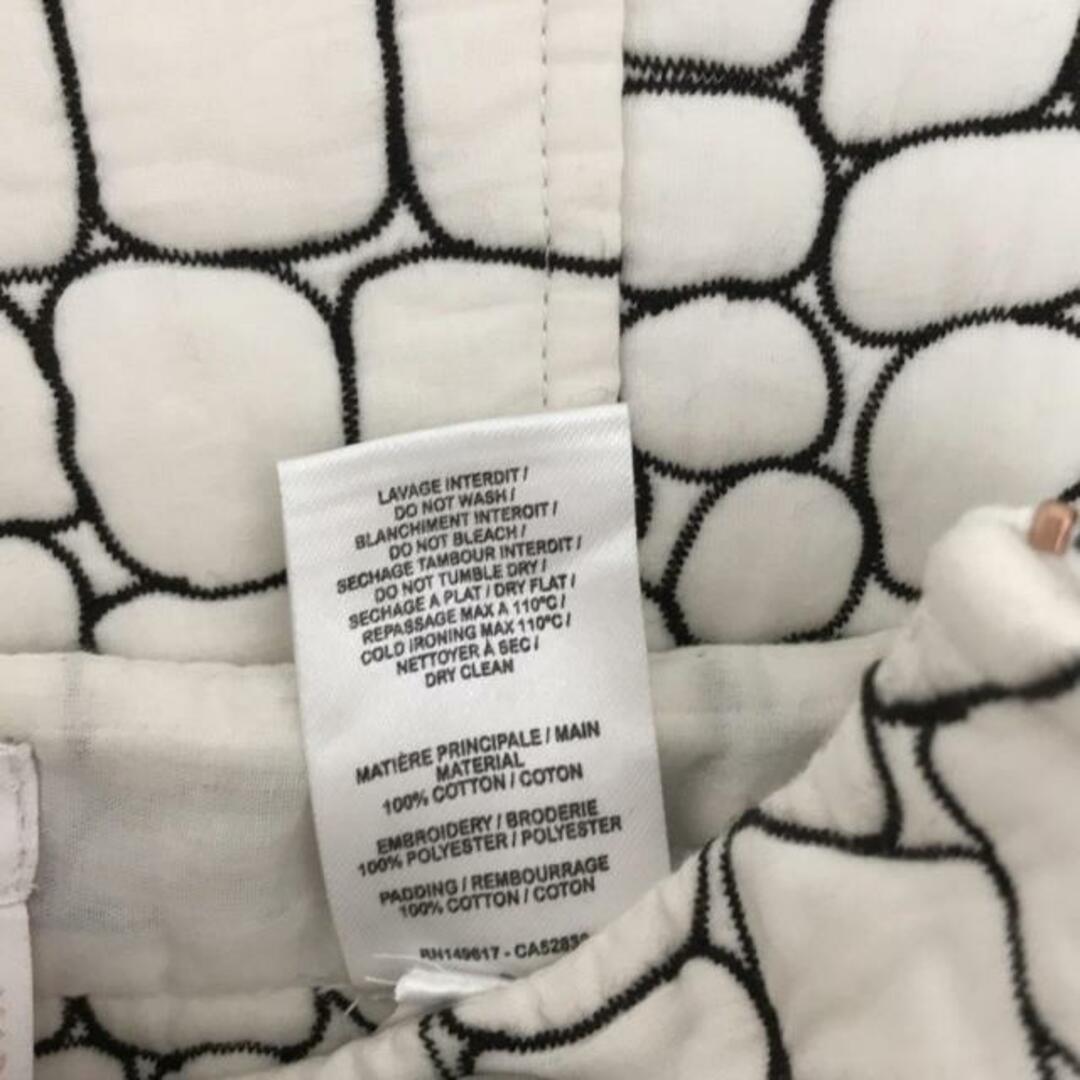 LAVAGE INTERDIT /
DO NOT WASH /
BLANCHIMENT INTERDIT /
DO NOT BLEACH /
SECHAGE TAMBOUR INTERDIT /
DO NOT TUMBLE DRY /
SECHAGE A PLAT / DRY FLAT /
REPASSAGE MAX A 110°C /
COLD IRONING MAX 110°C /
NETTOYER À SEC /
DRY CLEAN
MATIÈRE PRINCIPALE / MAIN
MATERIAL
100% COTTON / COTON
EMBROIDERY / BRODERIE
100% POLYESTER / POLYESTER
PADDING / REMBOURRAGE
100% COTTON / COTON
RN149617 -